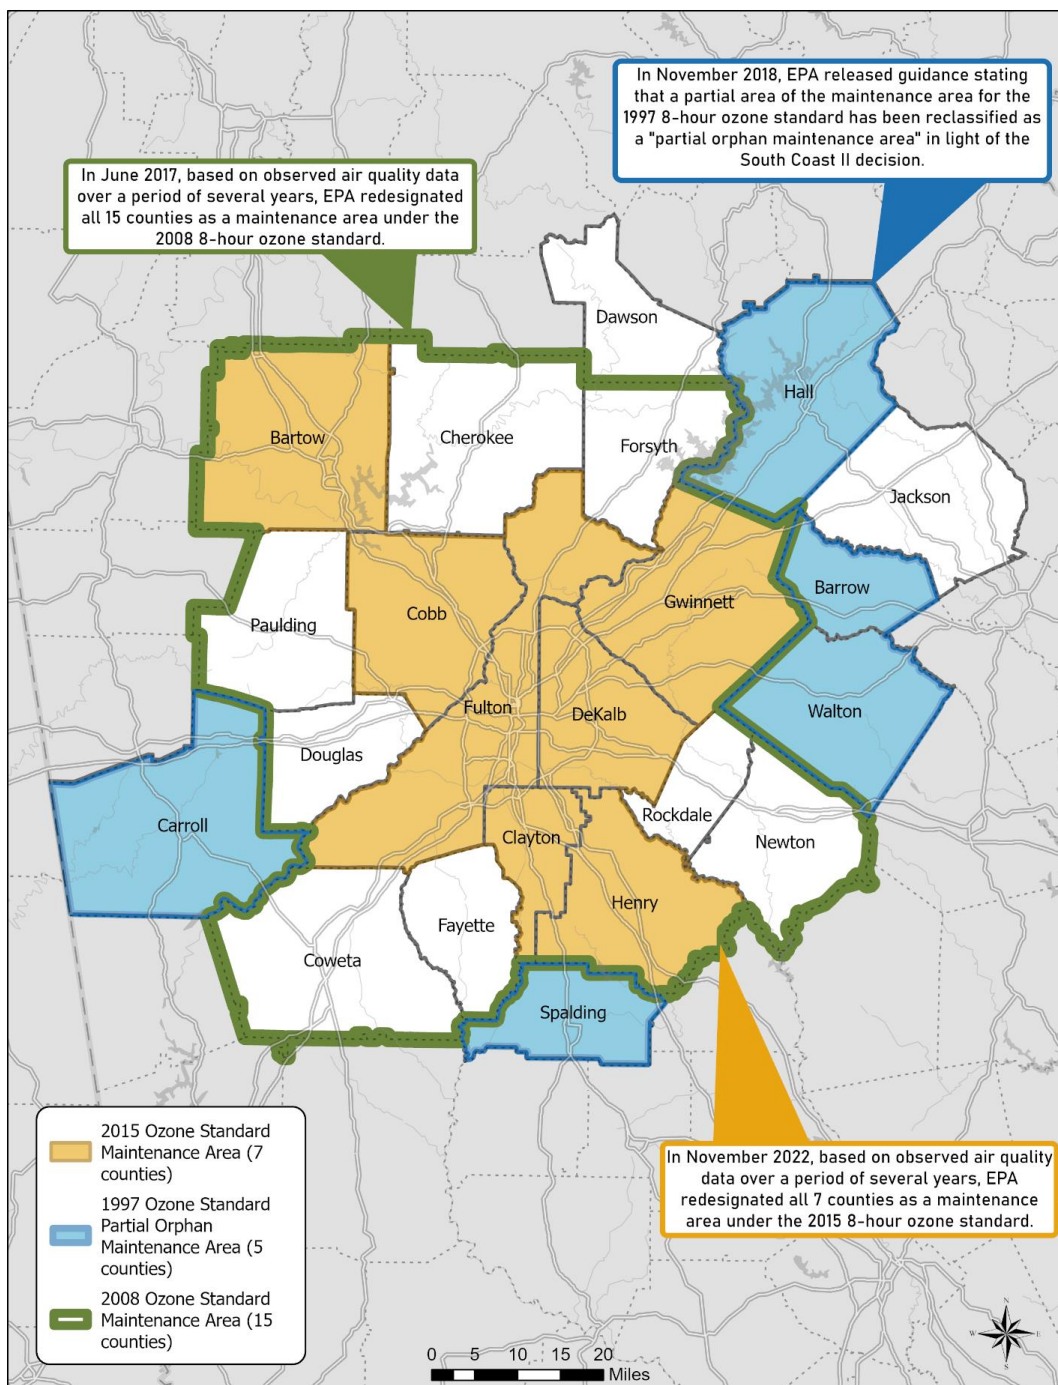 In November 2018, EPA released guidance stating
that a partial area of the maintenance area for the
1997 8-hour ozone standard has been reclassified as
a "partial orphan maintenance area" in light of the
South Coast II decision.
In June 2017, based on observed air quality data
over a period of several years, EPA redesignated
all 15 counties as a maintenance area under the
2008 8-hour ozone standard.
Dawson
Hall
Bartow
Cherokee
Forsyth
Jackson
Barrow
Gwinnett
Cobb
Paulding
Fulton
DeKalb
Walton
Douglas
Rockdale
Carroll
Clayton
Newton
Henry
Fayette
Coweta
Spalding
2015 Ozone Standard
Maintenance Area (7
counties)
1997 Ozone Standard
Partial Orphan
Maintenance Area (5
counties)
2008 Ozone Standard
Maintenance Area (15
counties)
In November 2022, based on observed air quality
data over a period of several years, EPA
redesignated all 7 counties as a maintenance
area under the 2015 8-hour ozone standard.
N
W E
S
0 5 10 15 20
Miles